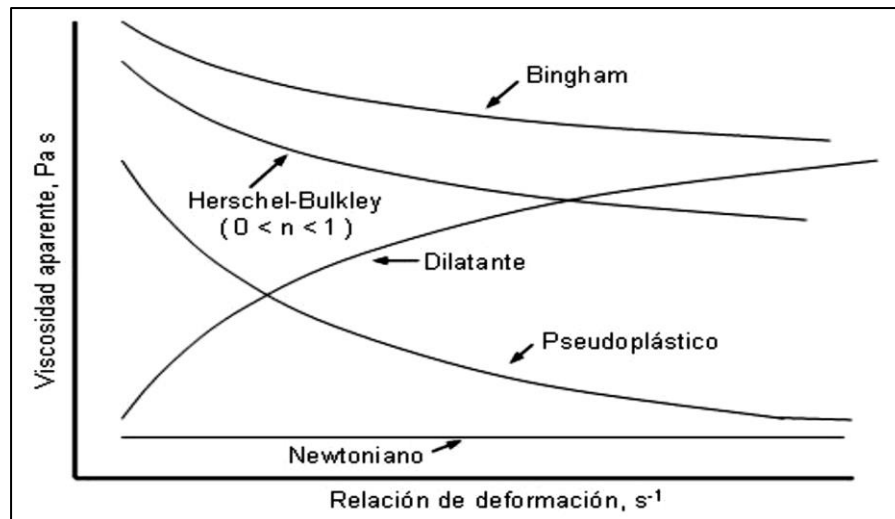 Viscosidad aparente, Pa s
Bingham
Herschel-Bulkley
( 0 < n < 1 )
Dilatante
Pseudoplástico
Newtoniano
Relación de deformación, s⁻¹